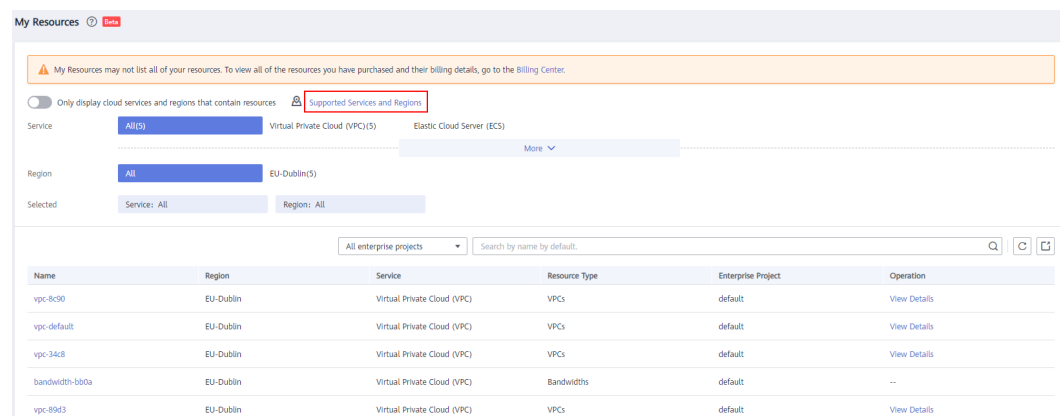 My Resources ? Beta
My Resources may not list all of your resources. To view all of the resources you have purchased and their billing details, go to the Billing Center.
Only display cloud services and regions that contain resources Supported Services and Regions
Service All(5) Virtual Private Cloud (VPC)(5) Elastic Cloud Server (ECS)
More
Region All EU-Dublin(5)
Selected Service: All Region: All
All enterprise projects Search by name by default.
Name Region Service Resource Type Enterprise Project Operation
vpc-8c90 EU-Dublin Virtual Private Cloud (VPC) VPCs default View Details
vpc-default EU-Dublin Virtual Private Cloud (VPC) VPCs default View Details
vpc-34c8 EU-Dublin Virtual Private Cloud (VPC) VPCs default View Details
bandwidth-bb0a EU-Dublin Virtual Private Cloud (VPC) Bandwidths default --
vpc-89d3 EU-Dublin Virtual Private Cloud (VPC) VPCs default View Details